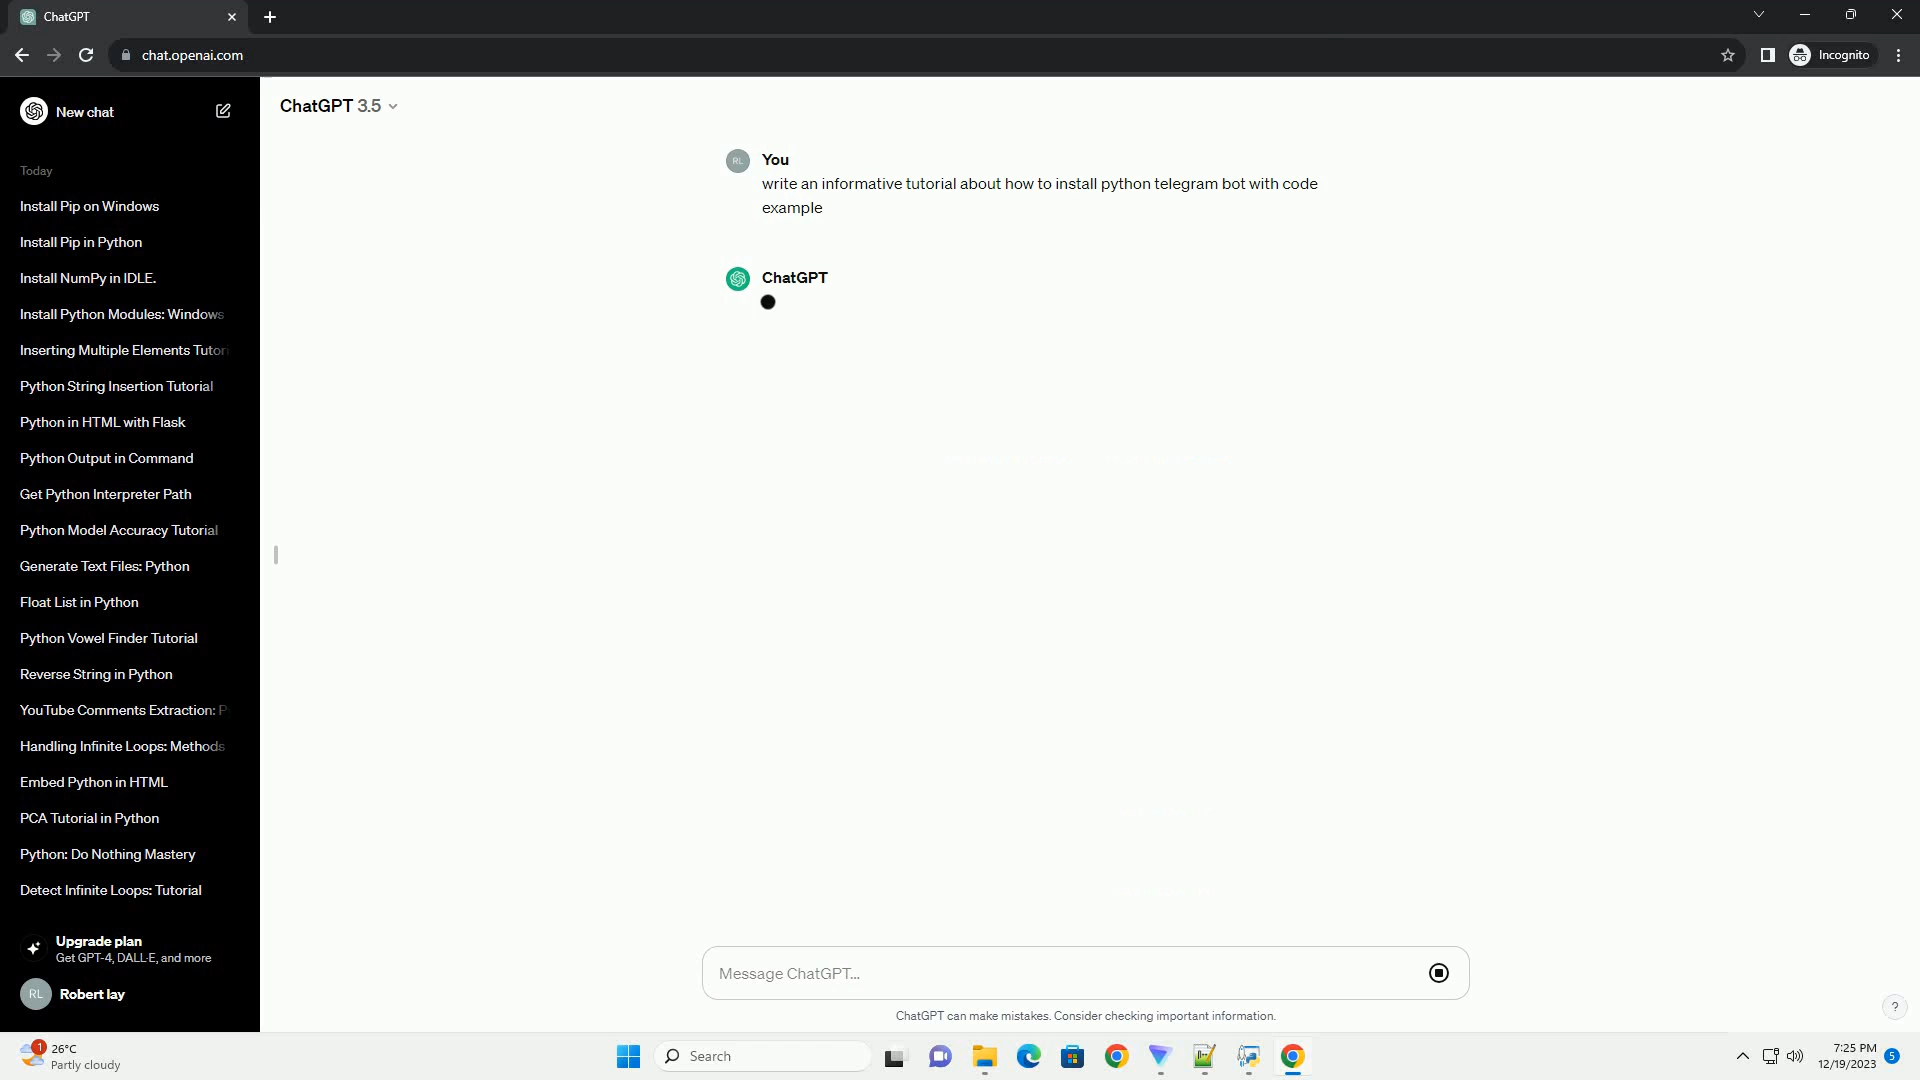 ChatGPT
chat.openai.com
Incognito
New chat
ChatGPT 3.5
Today
Install Pip on Windows
Install Pip in Python
Install NumPy in IDLE.
Install Python Modules: Windows
Inserting Multiple Elements Tutori
Python String Insertion Tutorial
Python in HTML with Flask
Python Output in Command
Get Python Interpreter Path
Python Model Accuracy Tutorial
Generate Text Files: Python
Float List in Python
Python Vowel Finder Tutorial
Reverse String in Python
YouTube Comments Extraction: P
Handling Infinite Loops: Methods
Embed Python in HTML
PCA Tutorial in Python
Python: Do Nothing Mastery
Detect Infinite Loops: Tutorial
Upgrade plan
Get GPT-4, DALL·E, and more
RL Robert lay
RL You
write an informative tutorial about how to install python telegram bot with code
example
ChatGPT
Message ChatGPT...
ChatGPT can make mistakes. Consider checking important information.
?
1
26°C
Partly cloudy
Search
7:25 PM
12/19/2023
5